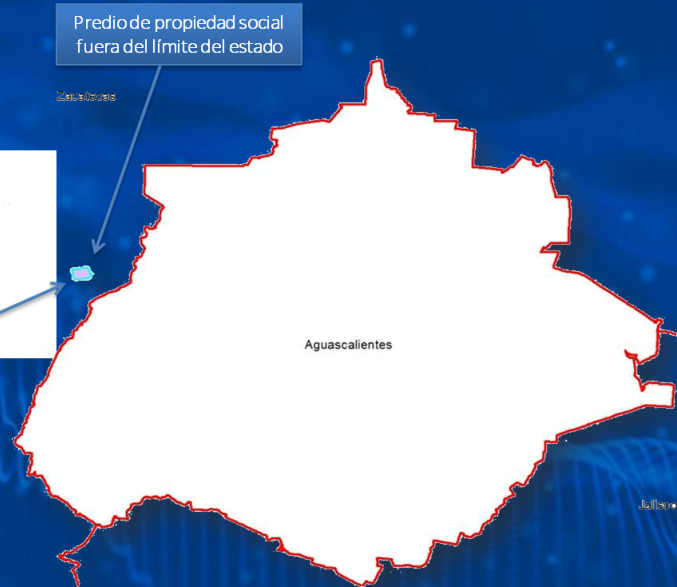 Predio de propiedad social
fuera del límite del estado
Zacatecas
Aguascalientes
Jalisco